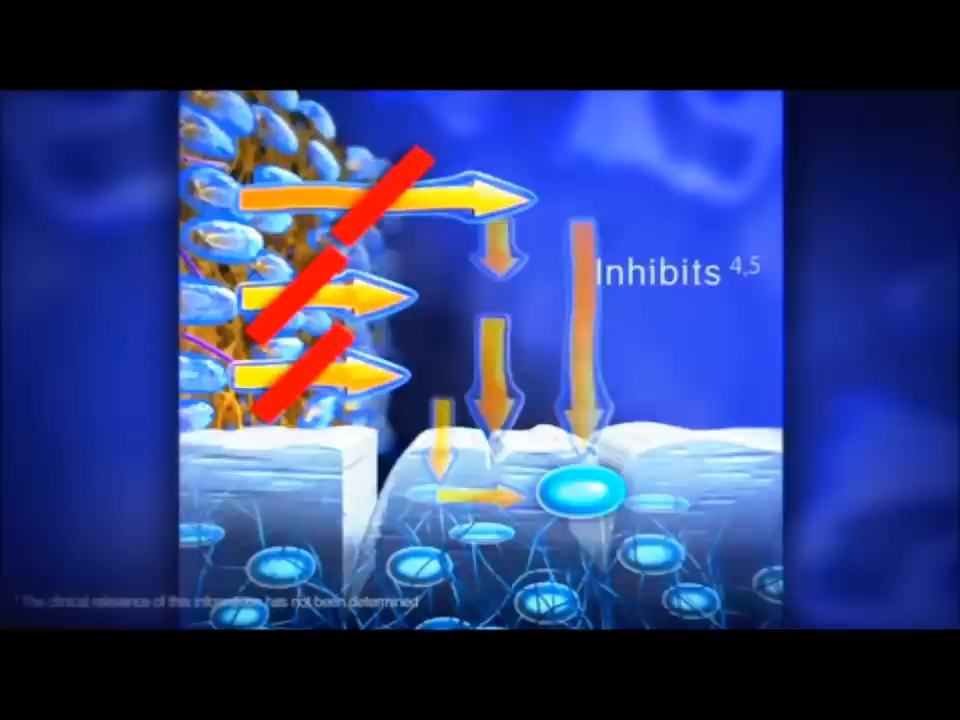 Inhibits 4,5
* The clinical relevance of this information has not been determined